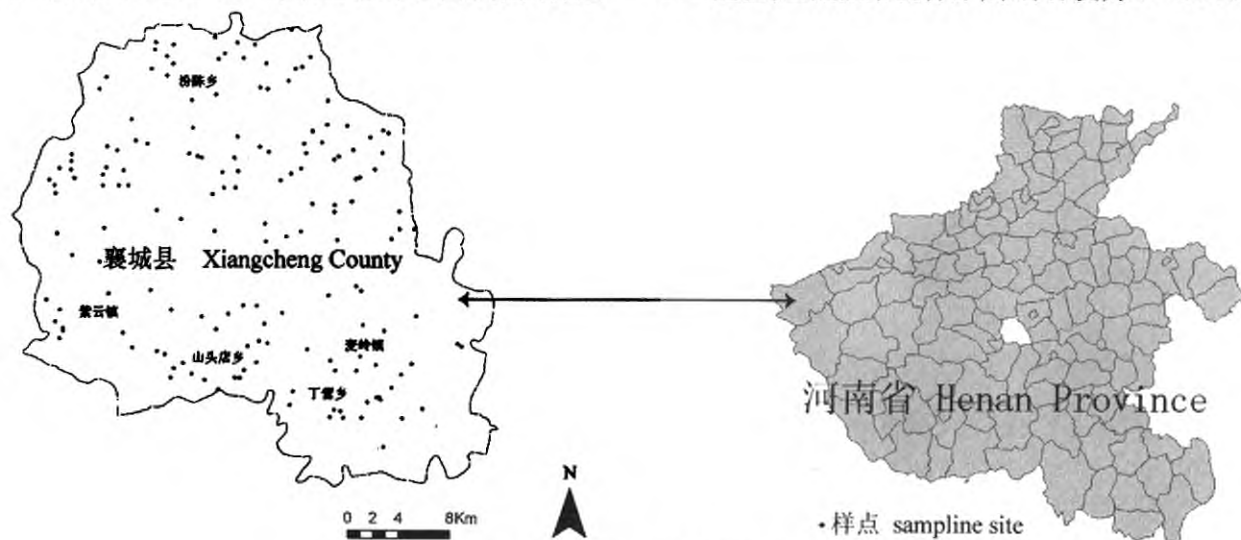 汾陈乡
襄城县 Xiangcheng County
紫云镇
山头店乡
麦岭镇
丁营乡
河南省 Henan Province
N
0 2 4 8Km
样点 sampline site